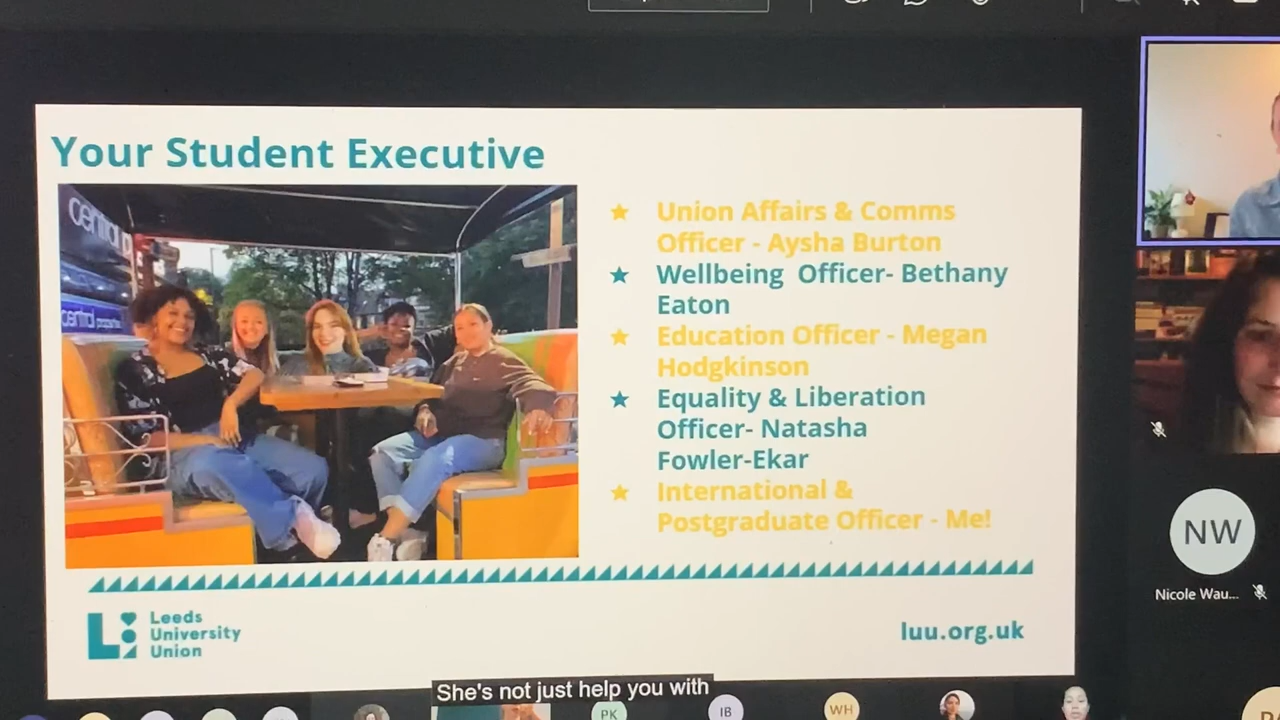 Your Student Executive
central
central
Union Affairs & Comms
Officer - Aysha Burton
Wellbeing Officer- Bethany
Eaton
Education Officer - Megan
Hodgkinson
Equality & Liberation
Officer- Natasha
Fowler-Ekar
International &
Postgraduate Officer - Me!
Leeds
University
Union
luu.org.uk
NW
Nicole Wau...
She's not just help you with
PK
IB
WH